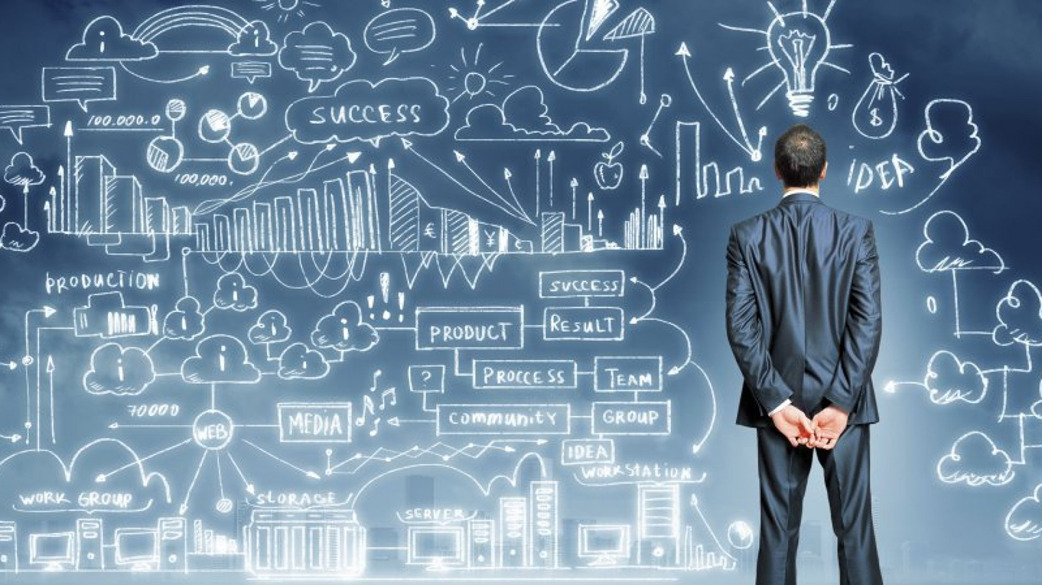 i
i
SUCCESS
100.000.0
100,000.
$
IDEA
€
¥
PRODUCTION
i
SUCCESS
!!!
i
PRODUCT
RESULT
i
i
?
PROCCESS
TEAM
70000
MEDIA
COMMUNITY
GROUP
WEB
IDEA
WORKSTATION
WORK GROUP
STORAGE
SERVER